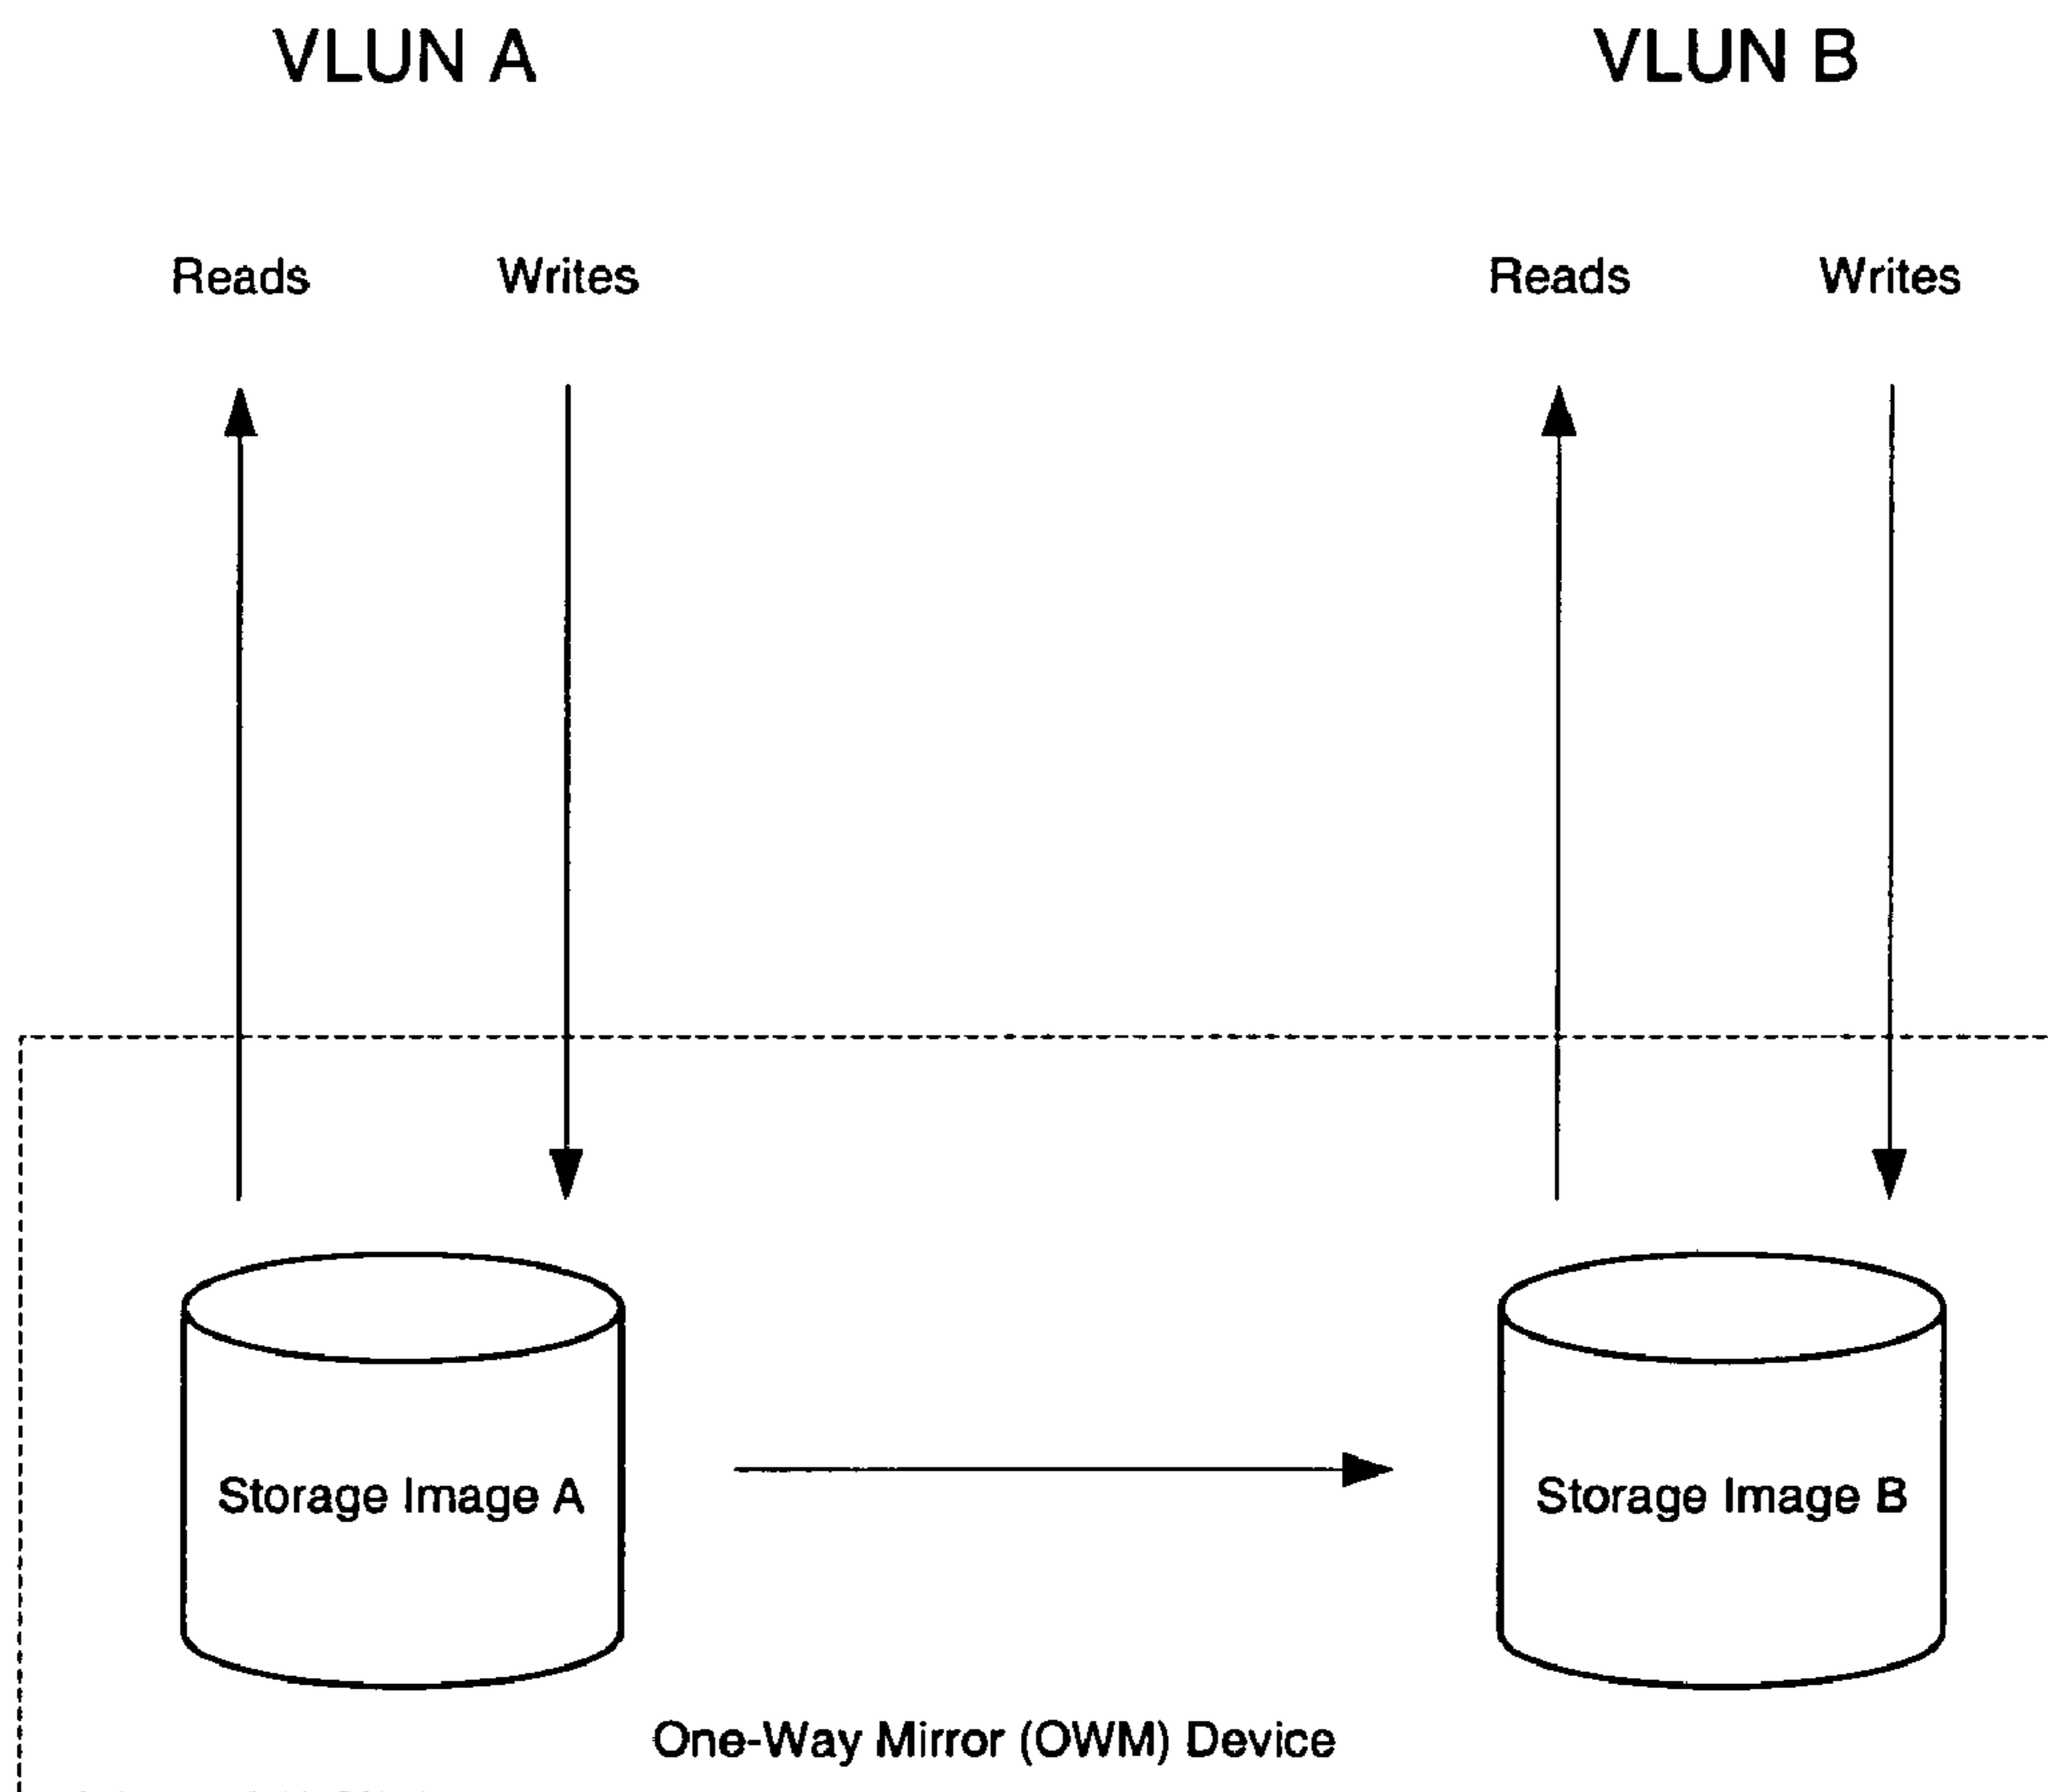 VLUN A VLUN B
Reads Writes Reads Writes
Storage Image A Storage Image B
One-Way Mirror (OWM) Device